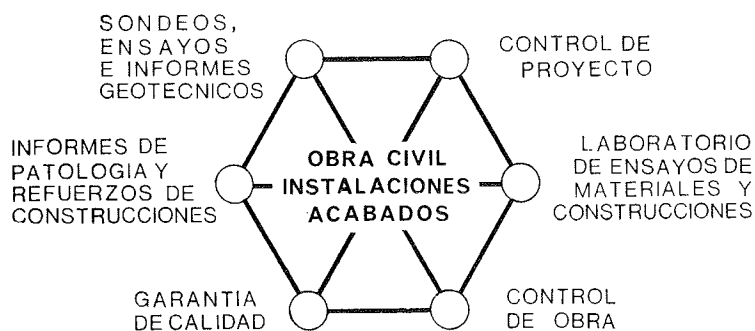 SONDEOS,
ENSAYOS
E INFORMES
GEOTECNICOS
CONTROL DE
PROYECTO
INFORMES DE
PATOLOGIA Y
REFUERZOS DE
CONSTRUCCIONES
OBRA CIVIL
INSTALACIONES
ACABADOS
LABORATORIO
DE ENSAYOS DE
MATERIALES Y
CONSTRUCCIONES
GARANTIA
DE CALIDAD
CONTROL
DE OBRA